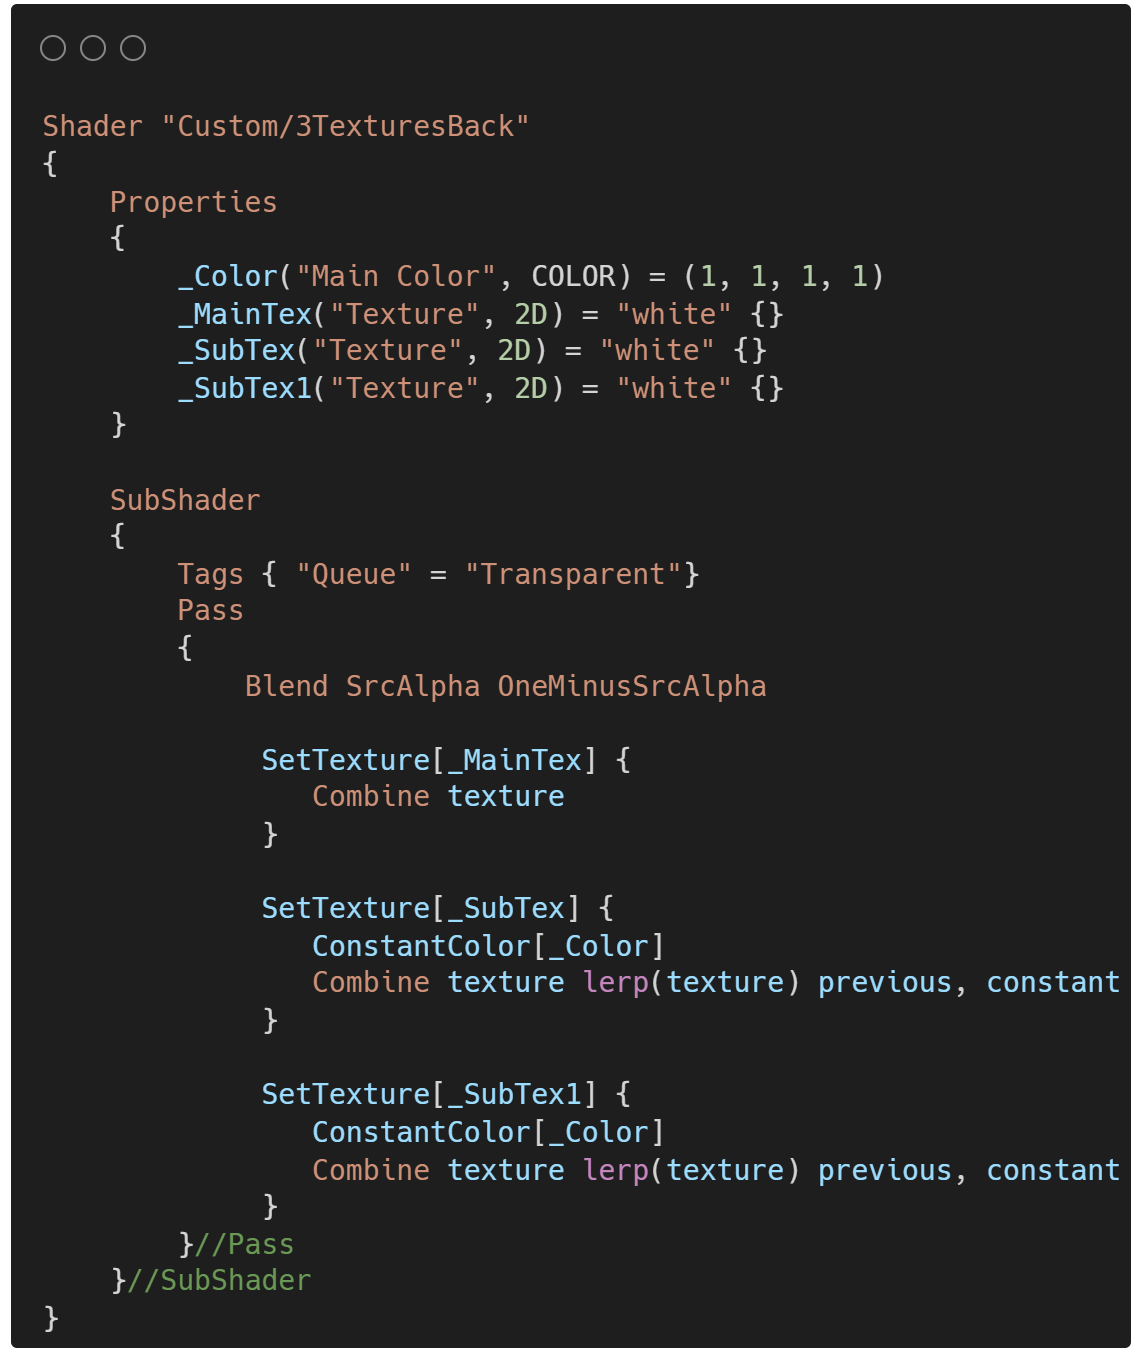 Shader "Custom/3TexturesBack"
{
    Properties
    {
        _Color("Main Color", COLOR) = (1, 1, 1, 1)
        _MainTex("Texture", 2D) = "white" {}
        _SubTex("Texture", 2D) = "white" {}
        _SubTex1("Texture", 2D) = "white" {}
    }

    SubShader
    {
        Tags { "Queue" = "Transparent"}
        Pass
        {
            Blend SrcAlpha OneMinusSrcAlpha

             SetTexture[_MainTex] {
                Combine texture
             }

             SetTexture[_SubTex] {
                ConstantColor[_Color]
                Combine texture lerp(texture) previous, constant
             }

             SetTexture[_SubTex1] {
                ConstantColor[_Color]
                Combine texture lerp(texture) previous, constant
             }
        }//Pass
    }//SubShader
}